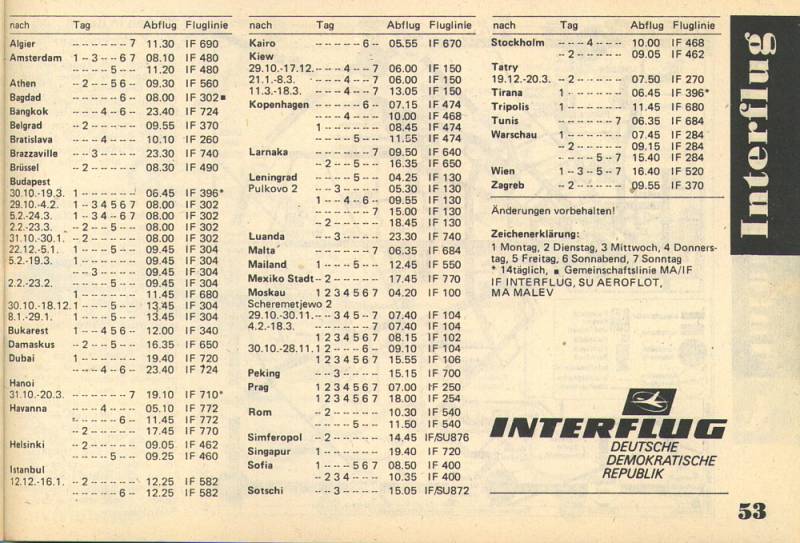 nach Tag Abflug Fluglinie
Algier - - - - - - 7 11.30 IF 690
Amsterdam 1 - 3 - - 6 7 08.10 IF 480
- - - - 5 - - 11.20 IF 480
Athen - 2 - - 5 6 - 09.30 IF 560
Bagdad - - - - - 6 - 08.00 IF 302 ■
Bangkok - - - 4 - 6 - 23.40 IF 724
Belgrad - 2 - - - - - 09.55 IF 370
Bratislava - - - 4 - - - 10.10 IF 260
Brazzaville - - 3 - - - - 23.30 IF 740
Brüssel - 2 - - - - - 08.30 IF 490
Budapest
30.10.-19.3. 1 - - - - - - 06.45 IF 396*
29.10.-4.2. 1 - 3 4 5 6 7 08.00 IF 302
5.2.-24.3. 1 - 3 4 - 6 7 08.00 IF 302
2.2.-23.3. - 2 - - 5 - - 08.00 IF 302
31.10.-30.1. - 2 - - - - - 08.00 IF 302
22.12.-5.1. 1 - - - 5 - - 09.45 IF 304
5.2.-19.3. 1 - - - - - - 09.45 IF 304
- - 3 - - - - 09.45 IF 304
2.2.-23.2. - - - - 5 - - 09.45 IF 304
1 - - - - - - 11.45 IF 680
30.10.-18.12. 1 - - - 5 - - 13.45 IF 304
8.1.-29.1. 1 - - - 5 - - 13.45 IF 304
Bukarest 1 - - 4 5 6 - 12.00 IF 340
Damaskus - 2 - - 5 - - 16.35 IF 650
Dubai 1 - - - - - - 19.40 IF 720
- - - 4 - 6 - 23.40 IF 724
Hanoi
31.10.-20.3. - - - - - - 7 19.10 IF 710*
Havanna - - - 4 - - - 05.10 IF 772
- - - - - 6 - 11.45 IF 772
- 2 - - - - - 17.45 IF 770
Helsinki - 2 - - - - - 09.05 IF 462
- - - - 5 - - 09.25 IF 460
Istanbul
12.12.-16.1. - 2 - - - - - 12.25 IF 582
- - - - - 6 - 12.25 IF 582
nach Tag Abflug Fluglinie
Kairo - - - - - 6 - 05.55 IF 670
Kiew
29.10.-17.12. - - - 4 - - 7 06.00 IF 150
21.1.-8.3. - - - 4 - - 7 06.00 IF 150
11.3.-18.3. - - - 4 - - 7 13.05 IF 150
Kopenhagen - - - - - 6 - 07.15 IF 474
- - - 4 - - - 10.00 IF 468
1 - - - - - - 08.45 IF 474
- - - - 5 - - 11.55 IF 474
Larnaka - - - - - - 7 09.50 IF 640
- 2 - - 5 - - 16.35 IF 650
Leningrad - - - - 5 - - 04.25 IF 130
Pulkovo 2 - - 3 - - - - 05.30 IF 130
1 - - 4 - 6 - 09.55 IF 130
- - - - - - 7 15.00 IF 130
- 2 - - - - - 18.45 IF 130
Luanda - - 3 - - - - 23.30 IF 740
Malta - - - - - - 7 06.35 IF 684
Mailand 1 - - - 5 - - 12.45 IF 550
Mexiko Stadt - 2 - - - - - 17.45 IF 770
Moskau 1 2 3 4 5 6 7 04.20 IF 100
Scheremetjewo 2
29.10.-30.11. - - 3 4 5 - 7 07.40 IF 104
4.2.-18.3. - - - - - - 7 07.40 IF 104
1 2 3 4 5 6 7 08.15 IF 102
30.10.-28.11. 1 2 - - - 6 - 09.10 IF 104
1 2 3 4 5 6 7 15.55 IF 106
Peking - - 3 - - - - 15.15 IF 700
Prag 1 2 3 4 5 6 7 07.00 IF 250
1 2 3 4 5 6 7 18.00 IF 254
Rom - 2 - - - - - 10.30 IF 540
- - - - 5 - - 11.50 IF 540
Simferopol - 2 - - - - - 14.45 IF/SU876
Singapur 1 - - - - - - 19.40 IF 720
Sofia 1 - - - 5 6 7 08.50 IF 400
- 2 3 4 - - - 10.35 IF 400
Sotschi - - 3 - - - - 15.05 IF/SU872
nach Tag Abflug Fluglinie
Stockholm - - - 4 - - - 10.00 IF 468
- 2 - - - - - 09.05 IF 462
Tatry
19.12.-20.3. - 2 - - - - - 07.50 IF 270
Tirana 1 - - - - - - 06.45 IF 396*
Tripolis 1 - - - - - - 11.45 IF 680
Tunis - - - - - - 7 06.35 IF 684
Warschau 1 - - - - - - 07.45 IF 284
- 2 - - - - - 09.15 IF 284
- - - - 5 - 7 15.40 IF 284
Wien 1 - 3 - 5 - 7 16.40 IF 520
Zagreb - 2 - - - - - 09.55 IF 370
Änderungen vorbehalten!
Zeichenerklärung:
1 Montag, 2 Dienstag, 3 Mittwoch, 4 Donners-
tag, 5 Freitag, 6 Sonnabend, 7 Sonntag
* 14täglich, ■ Gemeinschaftslinie MA/IF
IF INTERFLUG, SU AEROFLOT,
MA MALEV
INTERFLUG
DEUTSCHE
DEMOKRATISCHE
REPUBLIK
Interflug
53